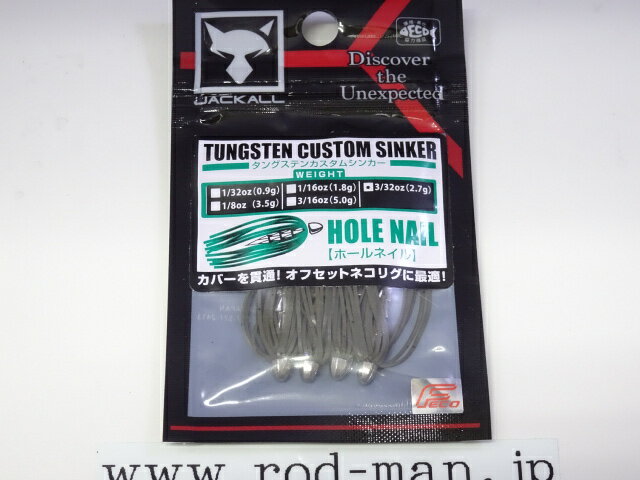 JACKALL
FECO
Discover
the
Unexpected
TUNGSTEN CUSTOM SINKER
タングステンカスタムシンカー
WEIGHT
1/32oz(0.9g) 1/16oz(1.8g) 3/32oz(2.7g)
1/8oz (3.5g) 3/16oz(5.0g)
HOLE NAIL
【ホールネイル】
カバーを貫通!オフセットネコリグに最適!
FECO
www.rod-man.jp